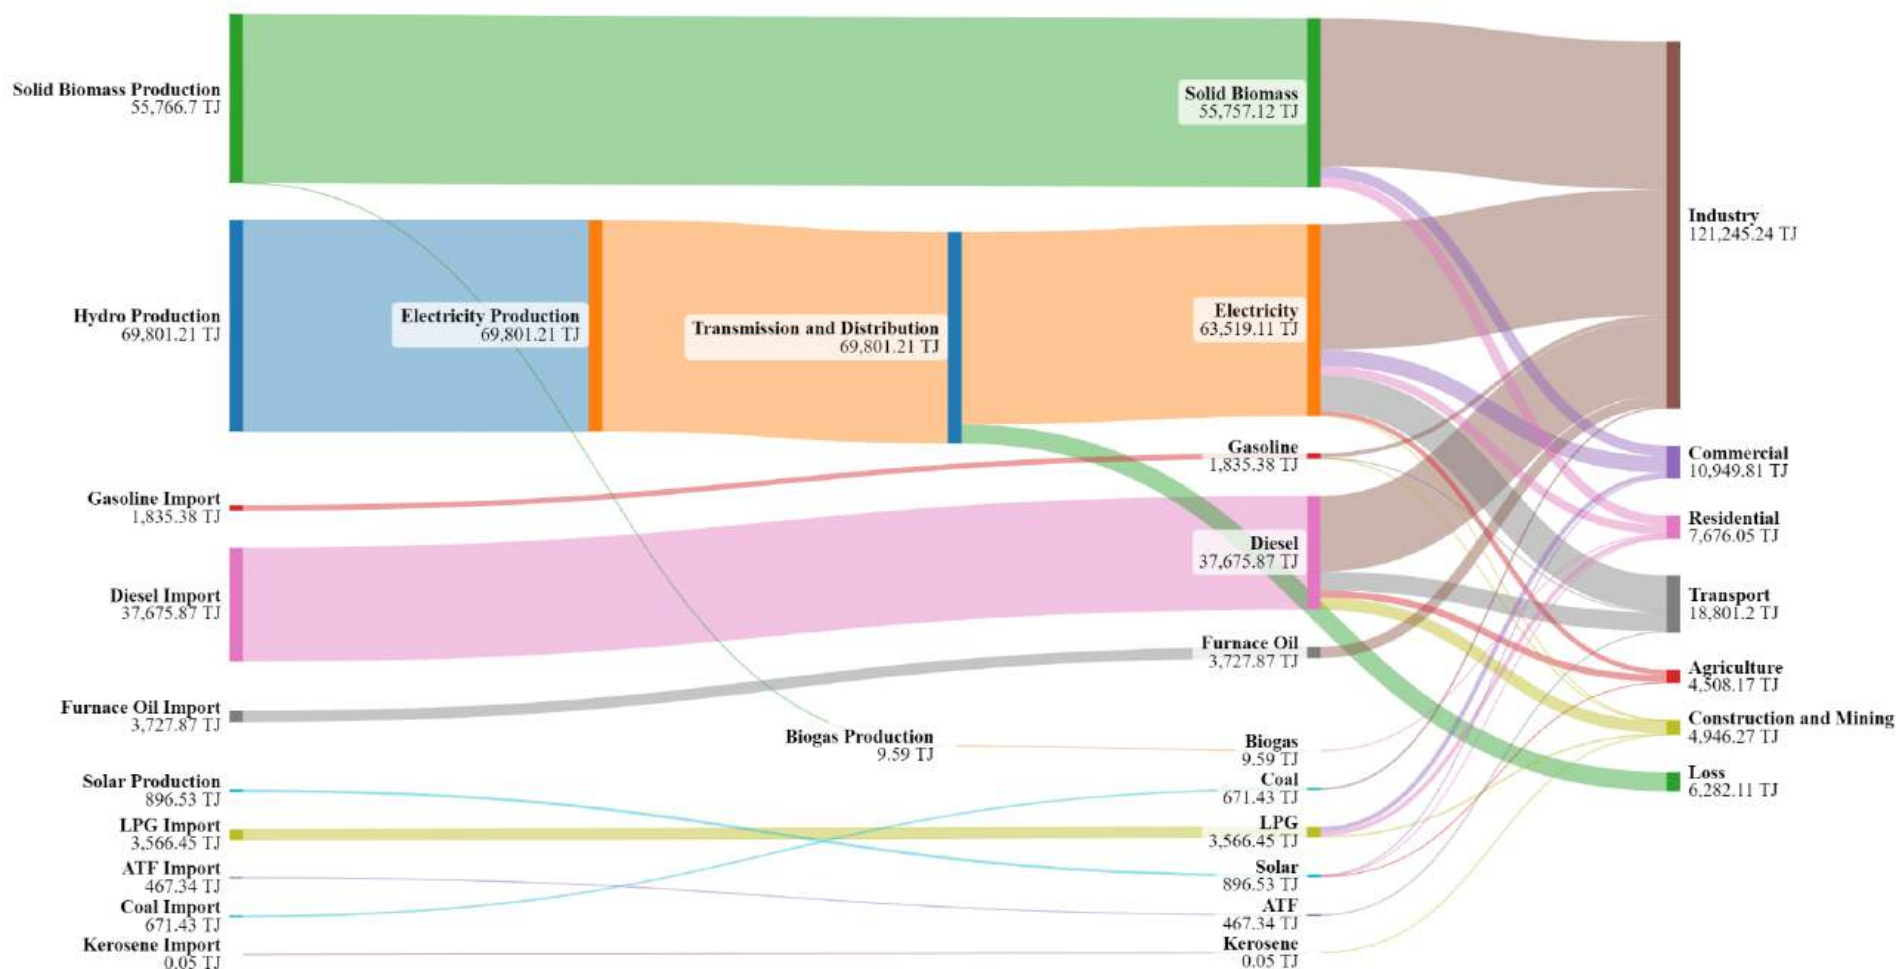 Solid Biomass Production
55,766.7 TJ
Solid Biomass
55,757.12 TJ
Industry
121,245.24 TJ
Hydro Production
69,801.21 TJ
Electricity Production
69,801.21 TJ
Transmission and Distribution
69,801.21 TJ
Electricity
63,519.11 TJ
Gasoline
1,835.38 TJ
Commercial
10,949.81 TJ
Gasoline Import
1,835.38 TJ
Residential
7,676.05 TJ
Diesel
37,675.87 TJ
Diesel Import
37,675.87 TJ
Transport
18,801.2 TJ
Furnace Oil
3,727.87 TJ
Agriculture
4,508.17 TJ
Furnace Oil Import
3,727.87 TJ
Construction and Mining
4,946.27 TJ
Biogas Production
9.59 TJ
Biogas
9.59 TJ
Loss
6,282.11 TJ
Solar Production
896.53 TJ
Coal
671.43 TJ
LPG Import
3,566.45 TJ
LPG
3,566.45 TJ
ATF Import
467.34 TJ
Solar
896.53 TJ
Coal Import
671.43 TJ
ATF
467.34 TJ
Kerosene Import
0.05 TJ
Kerosene
0.05 TJ